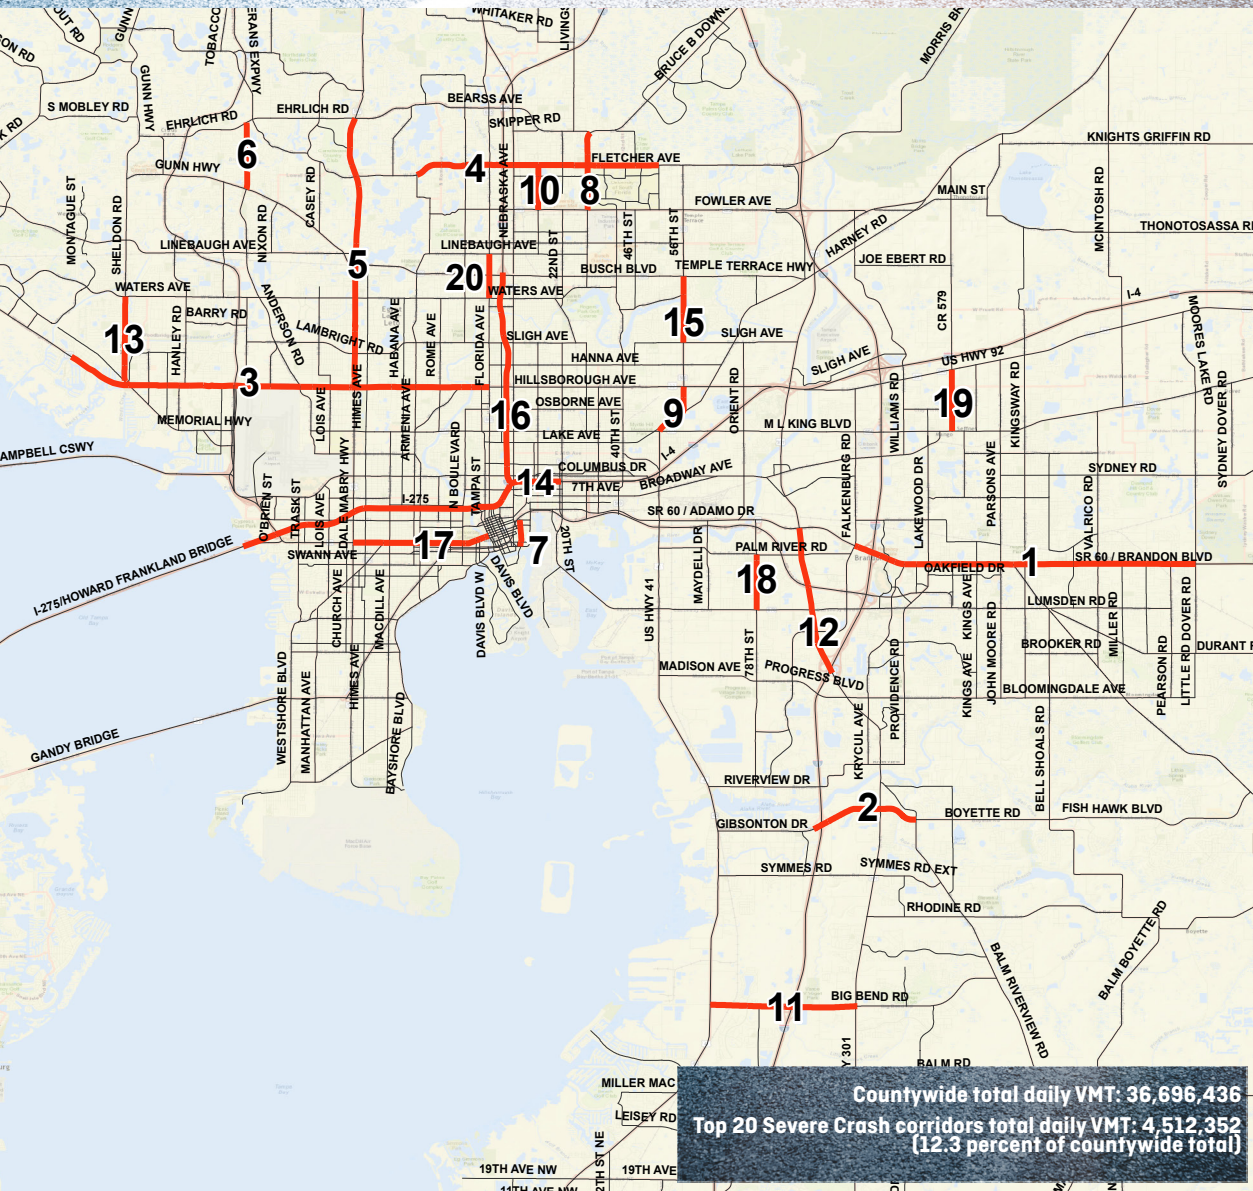 WHITAKER RD
BRUCE B DOWNS
GUNN HWY
S MOBLEY RD
EHRLICH RD
EHRLICH RD
BEARSS AVE
SKIPPER RD
KNIGHTS GRIFFIN RD
6
GUNN HWY
4
NEBRASKA AVE
FLETCHER AVE
10
8
MONTAGUE ST
SHELDON RD
NIXON RD
CASEY RD
FOWLER AVE
MAIN ST
MCINTOSH RD
THONOTOSASSA RD
HARNEY RD
LINEBAUGH AVE
LINEBAUGH AVE
22ND ST
46TH ST
56TH ST
5
20
BUSCH BLVD
TEMPLE TERRACE HWY
JOE EBERT RD
WATERS AVE
WATERS AVE
I-4
13
HANLEY RD
BARRY RD
ANDERSON RD
LAMBRIGHT RD
HABANA AVE
ROME AVE
FLORIDA AVE
SLIGH AVE
15
SLIGH AVE
CR 579
MOORES LAKE RD
HANNA AVE
SLIGH AVE
US HWY 92
3
HILLSBOROUGH AVE
LOIS AVE
HIMES AVE
ARMENIA AVE
16
OSBORNE AVE
9
ORIENT RD
WILLIAMS RD
19
KINGSWAY RD
SYDNEY DOVER RD
MEMORIAL HWY
M L KING BLVD
LAKE AVE
40TH ST
I-4
AMPBELL CSWY
N BOULEVARD
TAMPA ST
COLUMBUS DR
BROADWAY AVE
FALKENBURG RD
LAKEWOOD DR
PARSONS AVE
SYDNEY RD
14
7TH AVE
O'BRIEN ST
TRASK ST
LOIS AVE
DALE MABRY HWY
I-275
SR 60 / ADAMO DR
VALRICO RD
17
7
20TH ST
SWANN AVE
I-275/HOWARD FRANKLAND BRIDGE
PALM RIVER RD
MAYDELL DR
1
SR 60 / BRANDON BLVD
OAKFIELD DR
18
CHURCH AVE
MACDILL AVE
DAVIS BLVD W
DAVIS BLVD
US HWY 41
KINGS AVE
JOHN MOORE RD
LUMSDEN RD
MILLER RD
LITTLE RD DOVER RD
12
78TH ST
BROOKER RD
DURANT R
MADISON AVE
PROGRESS BLVD
PROVIDENCE RD
KINGS AVE
PEARSON RD
BLOOMINGDALE AVE
WESTSHORE BLVD
MANHATTAN AVE
HIMES AVE
BAYSHORE BLVD
KRYCUL AVE
BELL SHOALS RD
GANDY BRIDGE
RIVERVIEW DR
2
GIBSONTON DR
BOYETTE RD
FISH HAWK BLVD
SYMMES RD
SYMMES RD EXT
RHODINE RD
BALM RIVERVIEW RD
BALM BOYETTE RD
11
BIG BEND RD
Y 301
BALM RD
MILLER MAC
LEISEY RD
Countywide total daily VMT: 36,696,436
Top 20 Severe Crash corridors total daily VMT: 4,512,352
(12.3 percent of countywide total)
19TH AVE NW
19TH AVE
2TH ST NE
11TH AVE NW